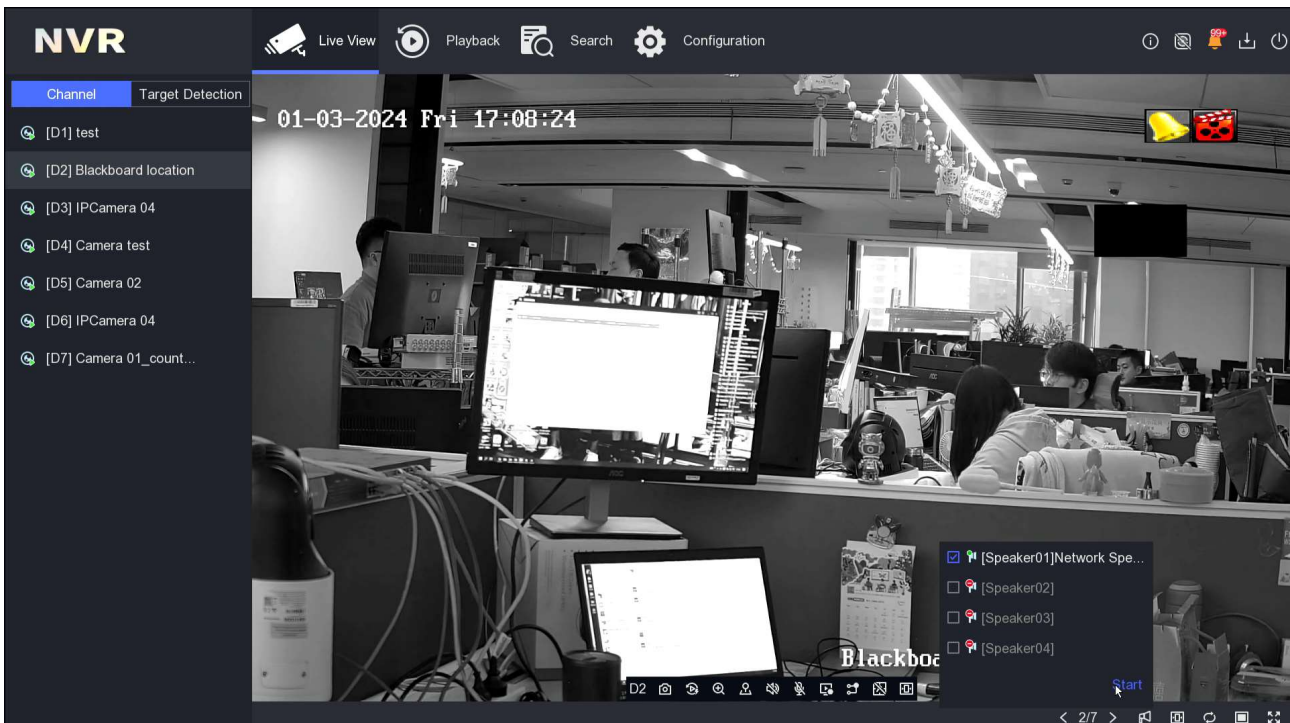 NVR
Live View
Playback
Search
Configuration
99+
Channel
Target Detection
[D1] test
[D2] Blackboard location
[D3] IPCamera 04
[D4] Camera test
[D5] Camera 02
[D6] IPCamera 04
[D7] Camera 01_count...
01-03-2024 Fri 17:08:24
AOC
[Speaker01]Network Spe...
[Speaker02]
[Speaker03]
[Speaker04]
Start
D2
2/7